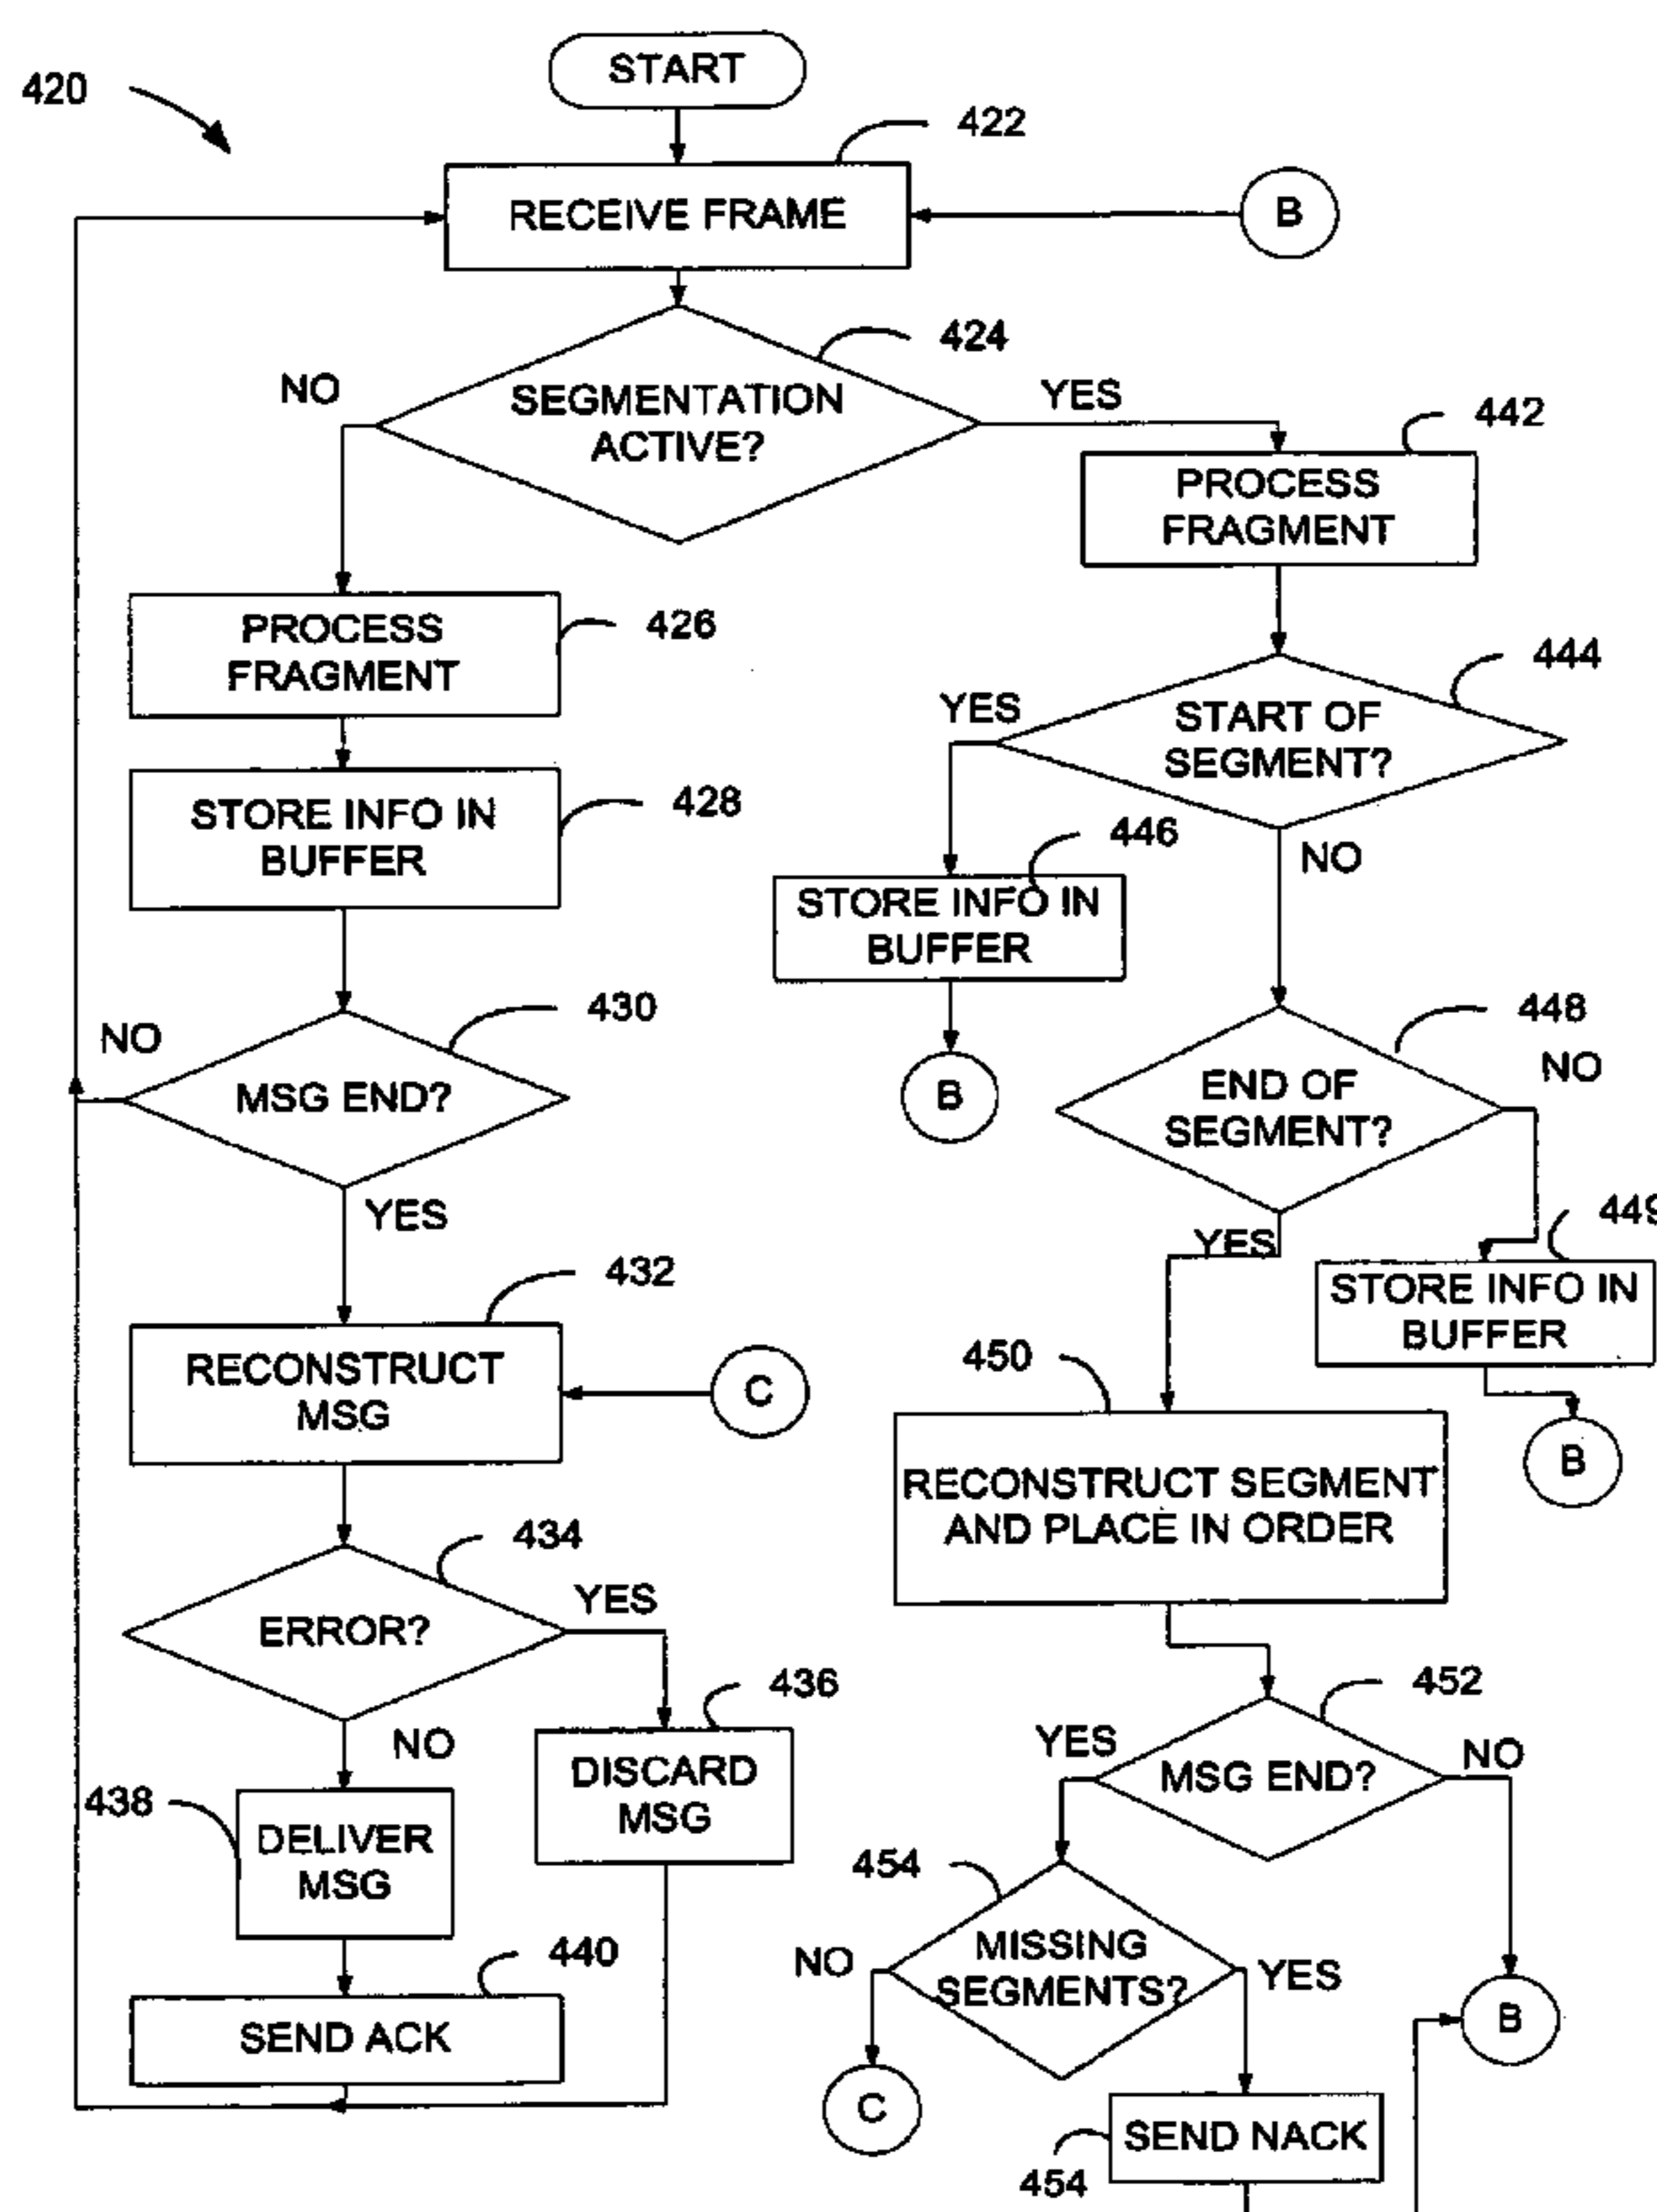 420
START
422
RECEIVE FRAME
B
424
NO
SEGMENTATION
ACTIVE?
YES
442
PROCESS
FRAGMENT
PROCESS
FRAGMENT
426
444
YES
START OF
SEGMENT?
STORE INFO IN
BUFFER
428
446
NO
STORE INFO IN
BUFFER
430
NO
MSG END?
YES
B
448
NO
END OF
SEGMENT?
YES
449
STORE INFO IN
BUFFER
B
432
RECONSTRUCT
MSG
C
450
RECONSTRUCT SEGMENT
AND PLACE IN ORDER
434
ERROR?
YES
NO
436
DISCARD
MSG
438
DELIVER
MSG
452
YES
MSG END?
NO
454
NO
MISSING
SEGMENTS?
YES
B
440
SEND ACK
C
SEND NACK
454